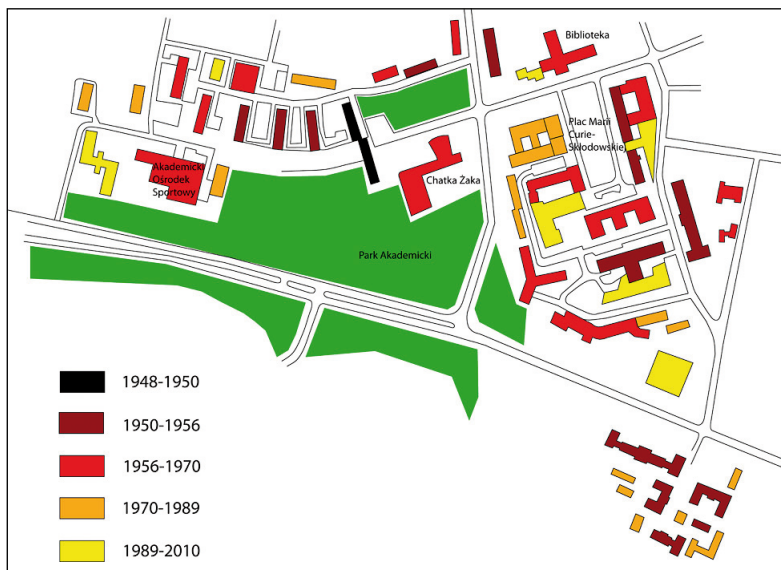 Biblioteka
Plac Marii
Curie-
Skłodowskiej
Akademicki
Ośrodek
Sportowy
Chatka Żaka
Park Akademicki
1948-1950
1950-1956
1956-1970
1970-1989
1989-2010